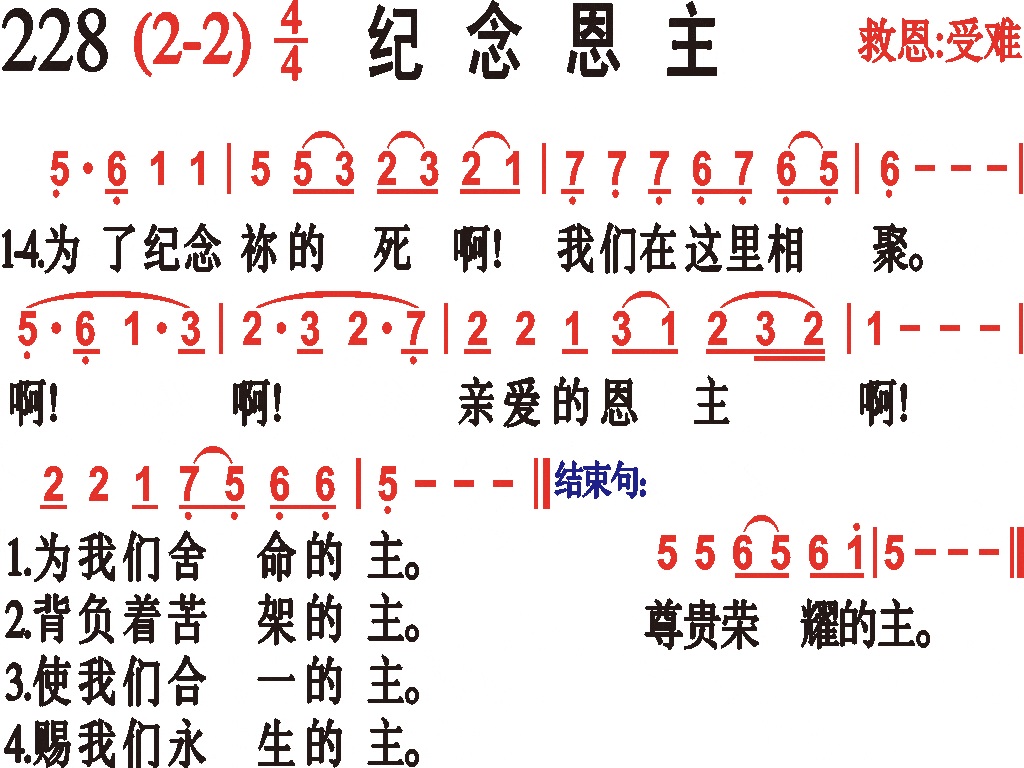 228 (2-2) 4/4 纪念恩主 救恩:受难
5·6 1 1 | 5 5 3 2 3 2 1 | 7 7 7 6 7 6 5 | 6 - - - |
1-4.为了纪念祢的死啊!我们在这里相聚。
5·6 1·3 | 2·3 2·7 | 2 2 1 3 1 2 3 2 | 1 - - - |
啊!啊!亲爱的恩主啊!
2 2 1 7 5 6 6 | 5 - - - || 结束句:
5 5 6 5 6 1 | 5 - - - ||
1.为我们舍命的主。
2.背负着苦架的主。 尊贵荣耀的主。
3.使我们合一的主。
4.赐我们永生的主。